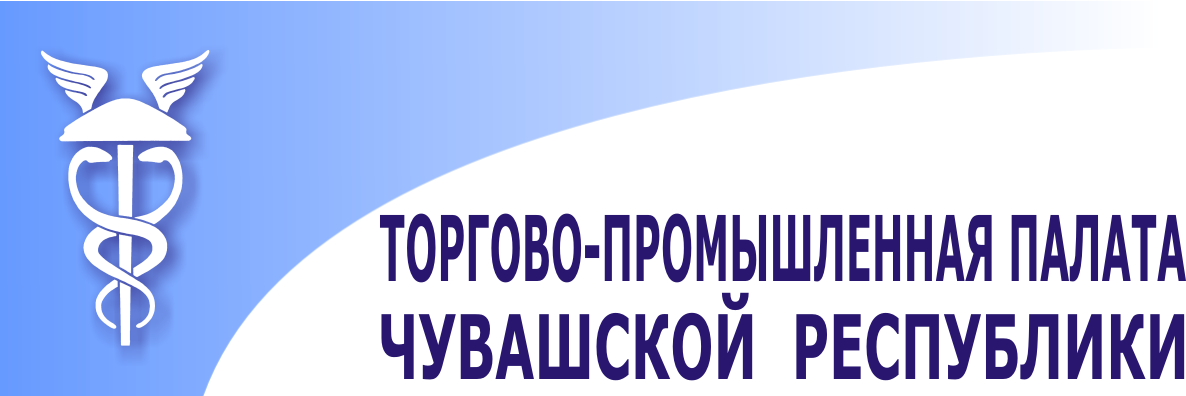 ТОРГОВО-ПРОМЫШЛЕННАЯ ПАЛАТА
ЧУВАШСКОЙ РЕСПУБЛИКИ